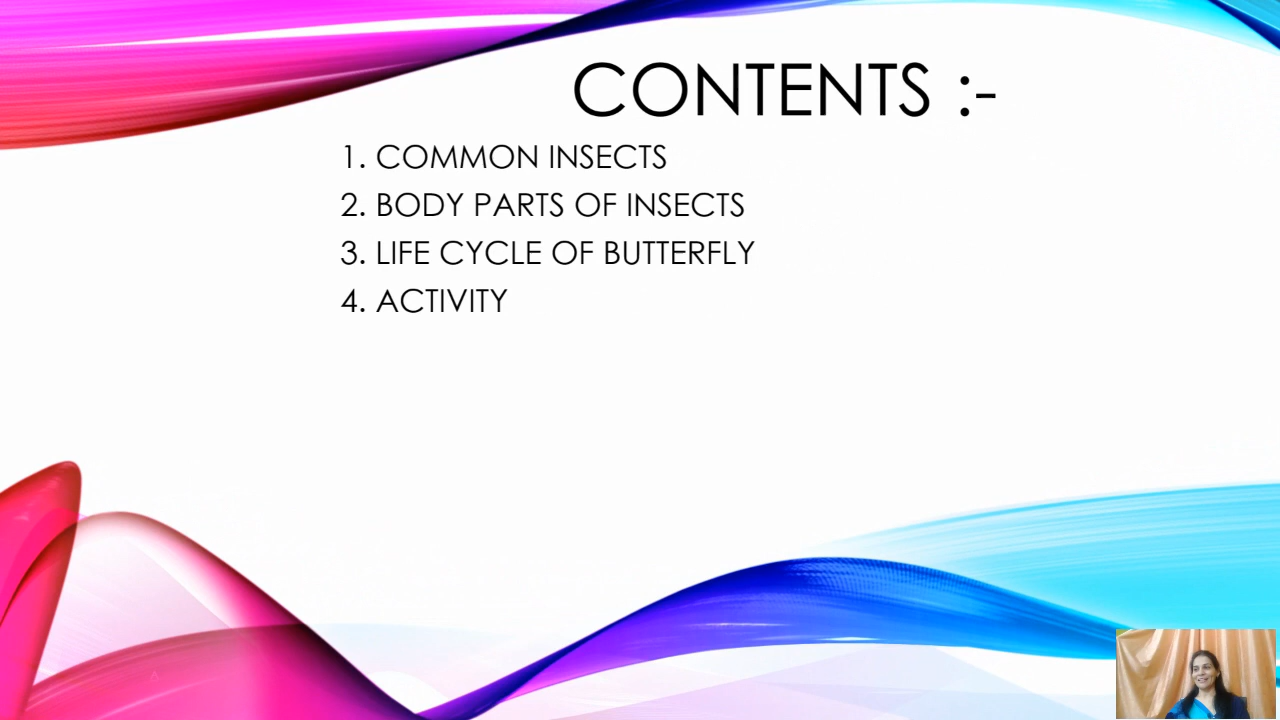 CONTENTS :-
1. COMMON INSECTS
2. BODY PARTS OF INSECTS
3. LIFE CYCLE OF BUTTERFLY
4. ACTIVITY